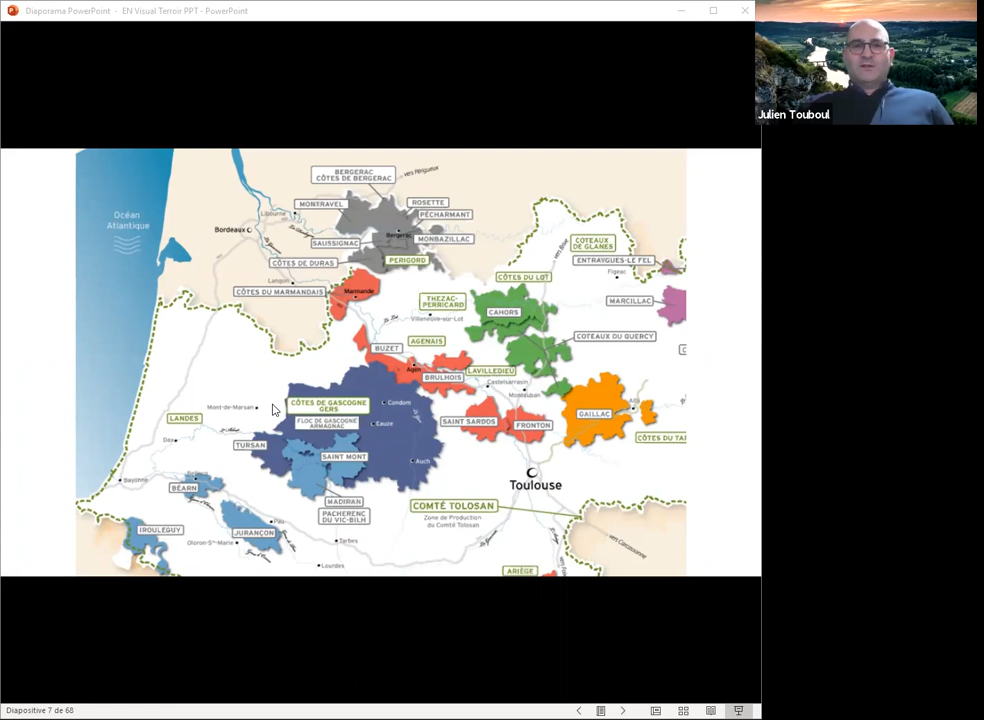 Diaporama PowerPoint - EN Visual Terroir PPT - PowerPoint
Julien Touboul
BERGERAC
CÔTES DE BERGERAC
vers Périgueux
MONTRAVEL
ROSETTE
PÉCHARMANT
Océan
Atlantique
Libourne
Bordeaux
Bergerac
SAUSSIGNAC
MONBAZILLAC
COTEAUX
DE GLANES
CÔTES DE DURAS
PERIGORD
ENTRAYGUES-LE FEL
Figeac
CÔTES DU LOT
Langon
CÔTES DU MARMANDAIS
Marmande
THEZAC-
PERRICARD
MARCILLAC
CAHORS
Villeneuve-sur-Lot
COTEAUX DU QUERCY
AGENAIS
BUZET
Agen
BRULHOIS
LAVILLEDIEU
Castelsarrasin
Montauban
CÔTES DE GASCOGNE
GERS
Condom
Mont-de-Marsan
Albi
GAILLAC
LANDES
FLOC DE GASCOGNE
ARMAGNAC
Eauze
SAINT SARDOS
FRONTON
CÔTES DU TAR
Dax
TURSAN
SAINT MONT
Auch
Toulouse
Bayonne
BÉARN
MADIRAN
PACHERENC
DU VIC-BILH
COMTÉ TOLOSAN
Zone de Production
du Comté Tolosan
IROULEGUY
Pau
JURANÇON
Oloron-Ste-Marie
Tarbes
vers Carcassonne
Lourdes
ARIÈGE
Diapositive 7 de 68